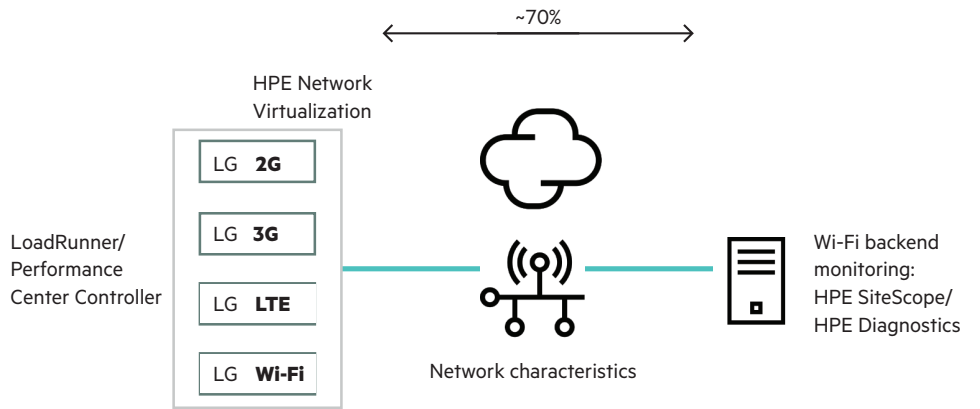 ~70%
HPE Network
Virtualization
LG 2G
LG 3G
LG LTE
LG Wi-Fi
LoadRunner/
Performance
Center Controller
Network characteristics
Wi-Fi backend
monitoring:
HPE SiteScope/
HPE Diagnostics